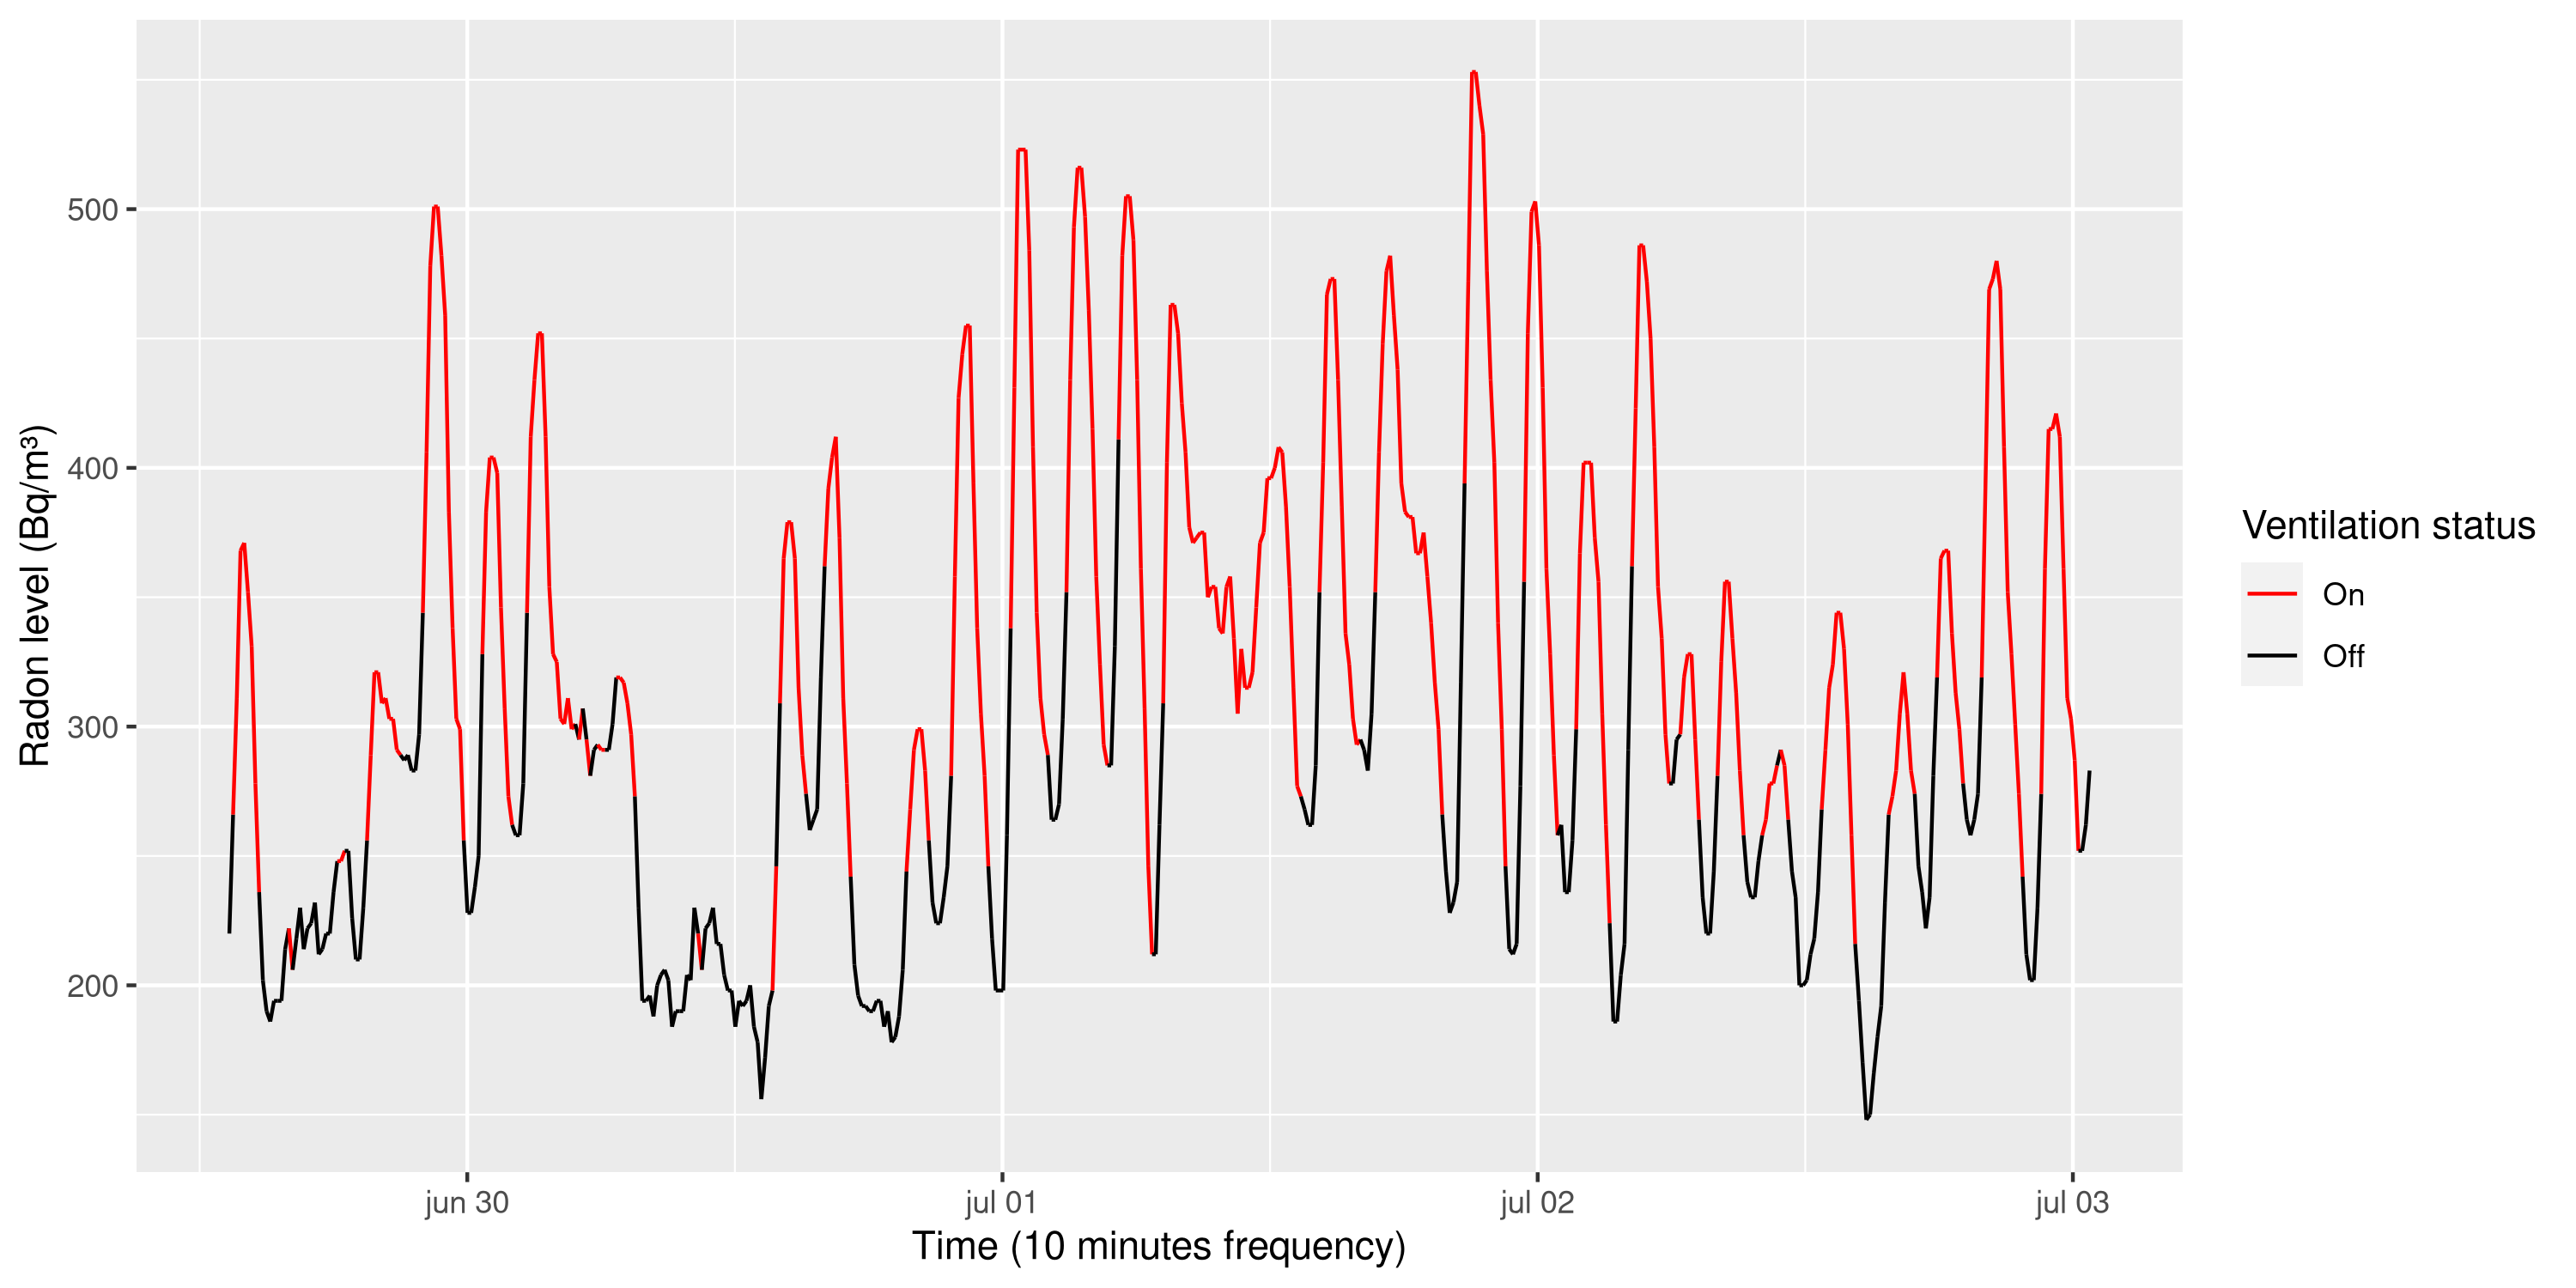 Radon level (Bq/m³)
500
400
300
200
jun 30
jul 01
jul 02
jul 03
Time (10 minutes frequency)
Ventilation status
On
Off